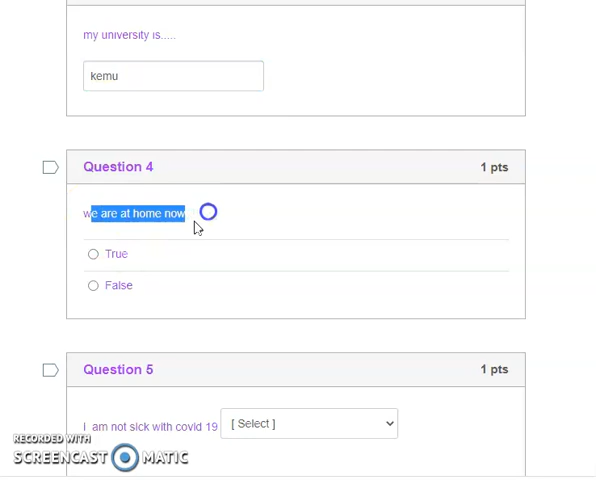 my university is.....
kemu
Question 4
1 pts
we are at home now
True
False
Question 5
1 pts
I am not sick with covid 19
[ Select ]
RECORDED WITH
SCREENCAST MATIC